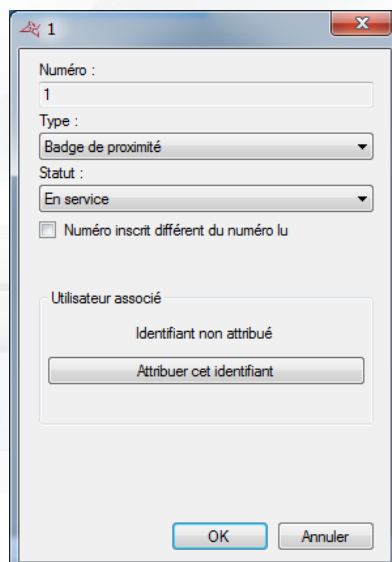 1
Numéro :
1
Type :
Badge de proximité
Statut :
En service
Numéro inscrit différent du numéro lu
Utilisateur associé
Identifiant non attribué
Attribuer cet identifiant
OK Annuler